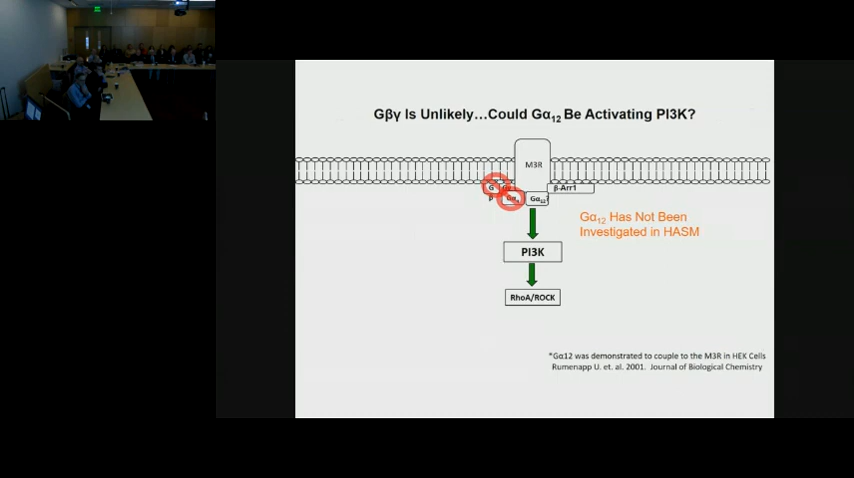 Gβγ Is Unlikely...Could Gα12 Be Activating PI3K?
M3R
G
β-Arr1
β
Gα12?
Gα12 Has Not Been
Investigated in HASM
PI3K
RhoA/ROCK
*Gα12 was demonstrated to couple to the M3R in HEK Cells
Rumenapp U. et. al. 2001. Journal of Biological Chemistry